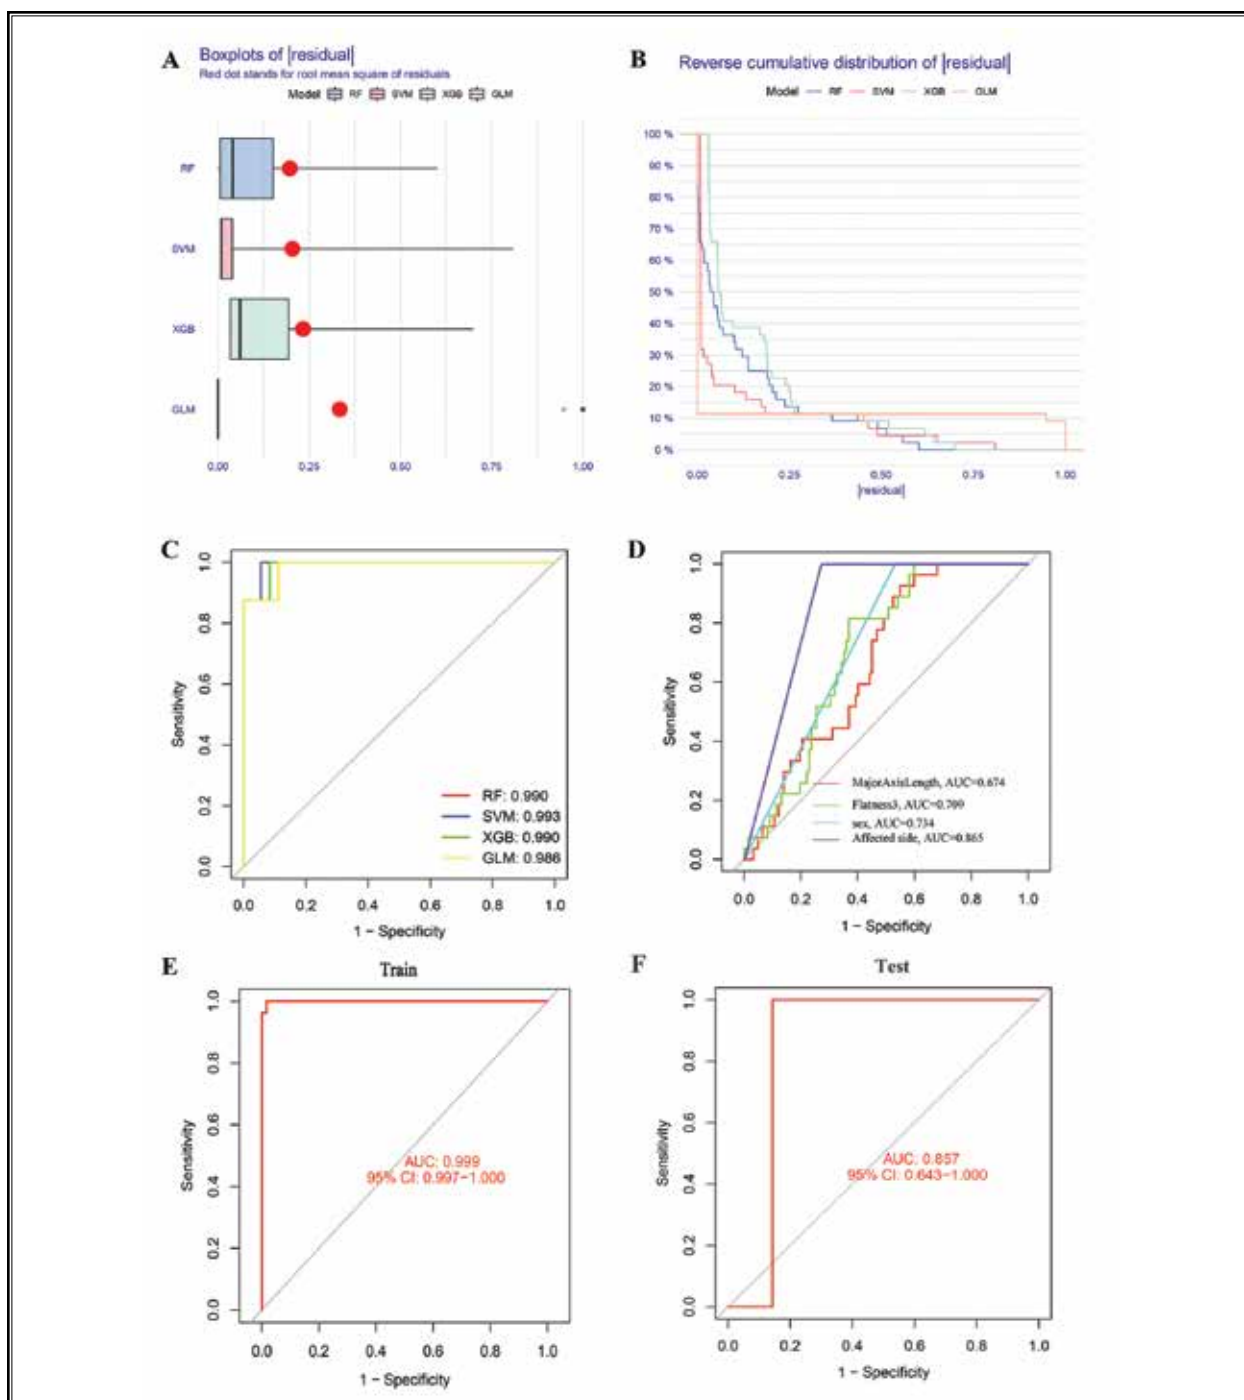 A
Boxplots of |residual|
Red dot stands for root mean square of residuals
Model RF SVM XGB GLM
RF
SVM
XGB
GLM
0.00 0.25 0.50 0.75 1.00
B
Reverse cumulative distribution of |residual|
Model RF SVM XGB GLM
100 %
90 %
80 %
70 %
60 %
50 %
40 %
30 %
20 %
10 %
0 %
0.00 0.25 0.50 0.75 1.00
|residual|
C
Sensitivity
1.0
0.8
0.6
0.4
0.2
0.0
RF: 0.990
SVM: 0.993
XGB: 0.990
GLM: 0.986
0.0 0.2 0.4 0.6 0.8 1.0
1 − Specificity
D
Sensitivity
1.0
0.8
0.6
0.4
0.2
0.0
MajorAxisLength, AUC=0.674
Flatness3, AUC=0.709
sex, AUC=0.734
Affected side, AUC=0.865
0.0 0.2 0.4 0.6 0.8 1.0
1 − Specificity
E
Train
Sensitivity
1.0
0.8
0.6
0.4
0.2
0.0
AUC: 0.999
95% CI: 0.997−1.000
0.0 0.2 0.4 0.6 0.8 1.0
1 − Specificity
F
Test
Sensitivity
1.0
0.8
0.6
0.4
0.2
0.0
AUC: 0.857
95% CI: 0.643−1.000
0.0 0.2 0.4 0.6 0.8 1.0
1 − Specificity